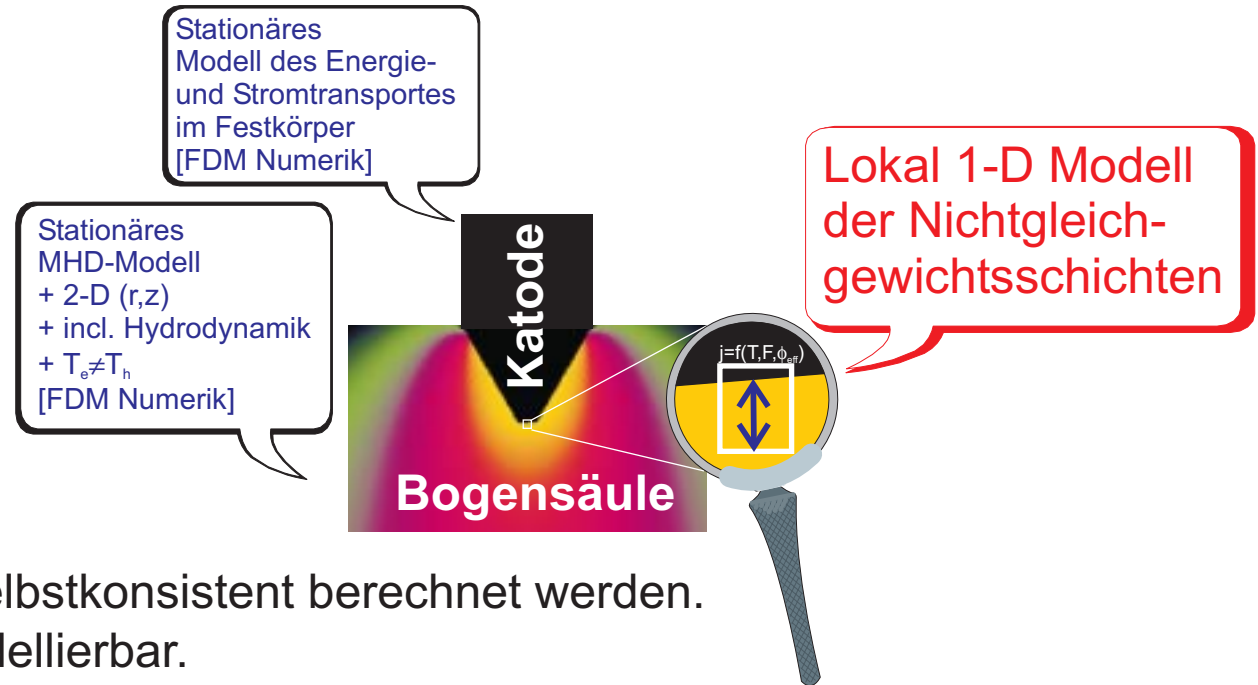 Stationäres
Modell des Energie-
und Stromtransportes
im Festkörper
[FDM Numerik]
Stationäres
MHD-Modell
+ 2-D (r,z)
+ incl. Hydrodynamik
+ Tₑ≠Tₕ
[FDM Numerik]
Lokal 1-D Modell
der Nichtgleich-
gewichtsschichten
Katode
j=f(T,F,ϕeff)
Bogensäule
elbstkonsistent berechnet werden.
dellierbar.